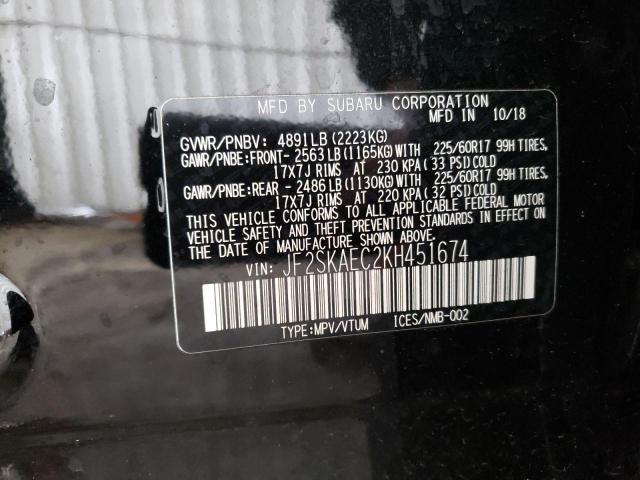 MFD BY SUBARU CORPORATION
MFD IN 10/18
GVWR/PNBV: 4891LB (2223KG)
GAWR/PNBE:FRONT- 2563LB (1165KG)WITH 225/60R17 99H TIRES,
17X7J RIMS AT 230 KPA (33 PSI)COLD
GAWR/PNBE:REAR - 2486LB (1130KG)WITH 225/60R17 99H TIRES,
17X7J RIMS AT 220 KPA (32 PSI)COLD
THIS VEHICLE CONFORMS TO ALL APPLICABLE FEDERAL MOTOR
VEHICLE SAFETY AND THEFT PREVENTION STANDARDS IN EFFECT ON
THE DATE OF MANUFACTURE SHOWN ABOVE.
VIN: JF2SKAEC2KH451674
TYPE:MPV/VTUM ICES/NMB-002